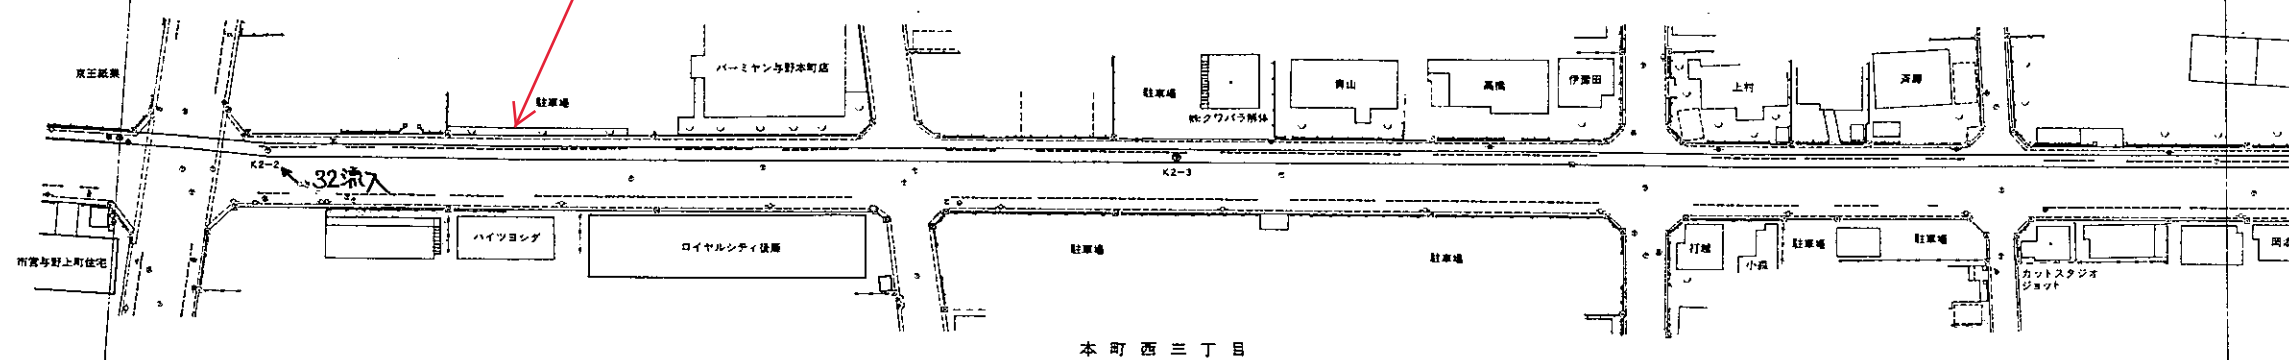 京王紙業
バーミヤン与野本町店
駐車場
駐車場
㈱クワバラ解体
青山
高橋
伊豫田
上村
斉藤
K2-2
32流入
K2-3
市営与野上町住宅
ハイツヨシダ
ロイヤルシティ後藤
駐車場
駐車場
打越
小森
駐車場
駐車場
カットスタジオ
ジョット
本町西三丁目